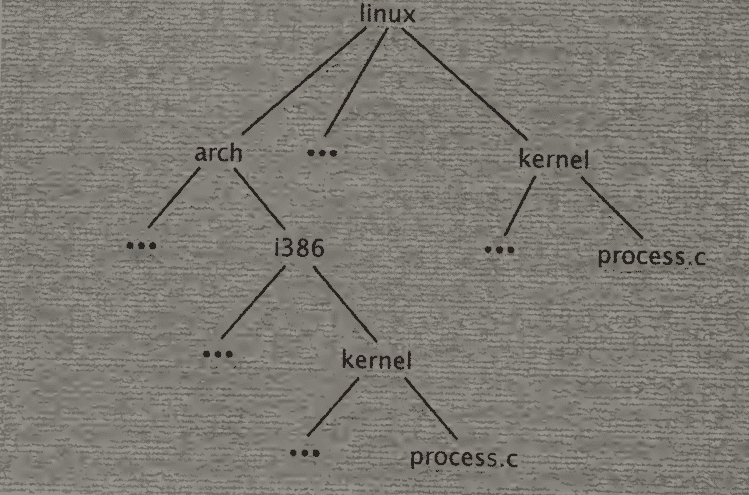 linux
arch
...
kernel
...
i386
...
process.c
...
kernel
...
process.c